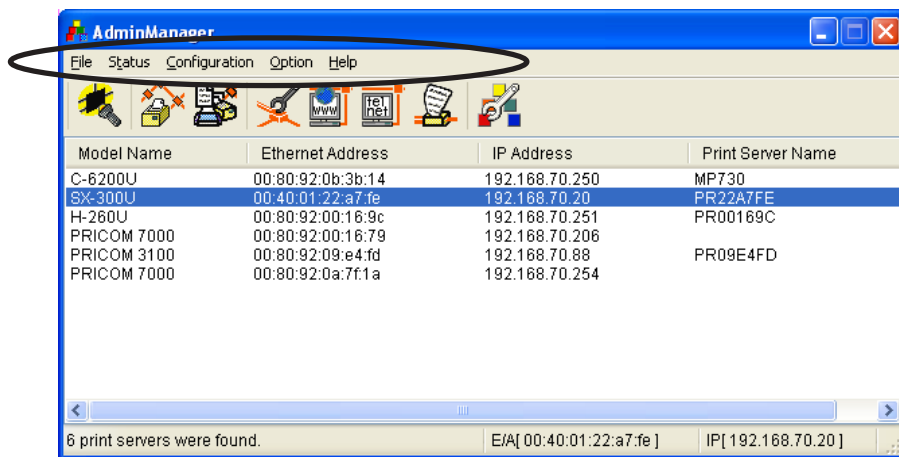 AdminManager
File Status Configuration Option Help
www tel net
Model Name Ethernet Address IP Address Print Server Name
C-6200U 00:80:92:0b:3b:14 192.168.70.250 MP730
SX-300U 00:40:01:22:a7:fe 192.168.70.20 PR22A7FE
H-260U 00:80:92:00:16:9c 192.168.70.251 PR00169C
PRICOM 7000 00:80:92:00:16:79 192.168.70.206
PRICOM 3100 00:80:92:09:e4:fd 192.168.70.88 PR09E4FD
PRICOM 7000 00:80:92:0a:7f:1a 192.168.70.254
6 print servers were found. E/A[ 00:40:01:22:a7:fe ] IP[ 192.168.70.20 ]